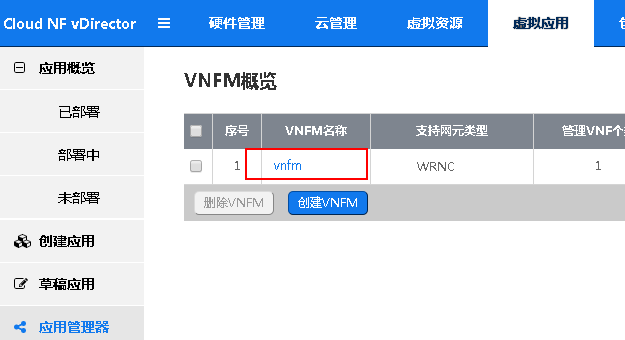 Cloud NF vDirector 硬件管理 云管理 虚拟资源 虚拟应用
应用概览
已部署
部署中
未部署
创建应用
草稿应用
应用管理器
VNFM概览
序号 VNFM名称 支持网元类型 管理VNF个
1 vnfm WRNC 1
删除VNFM 创建VNFM